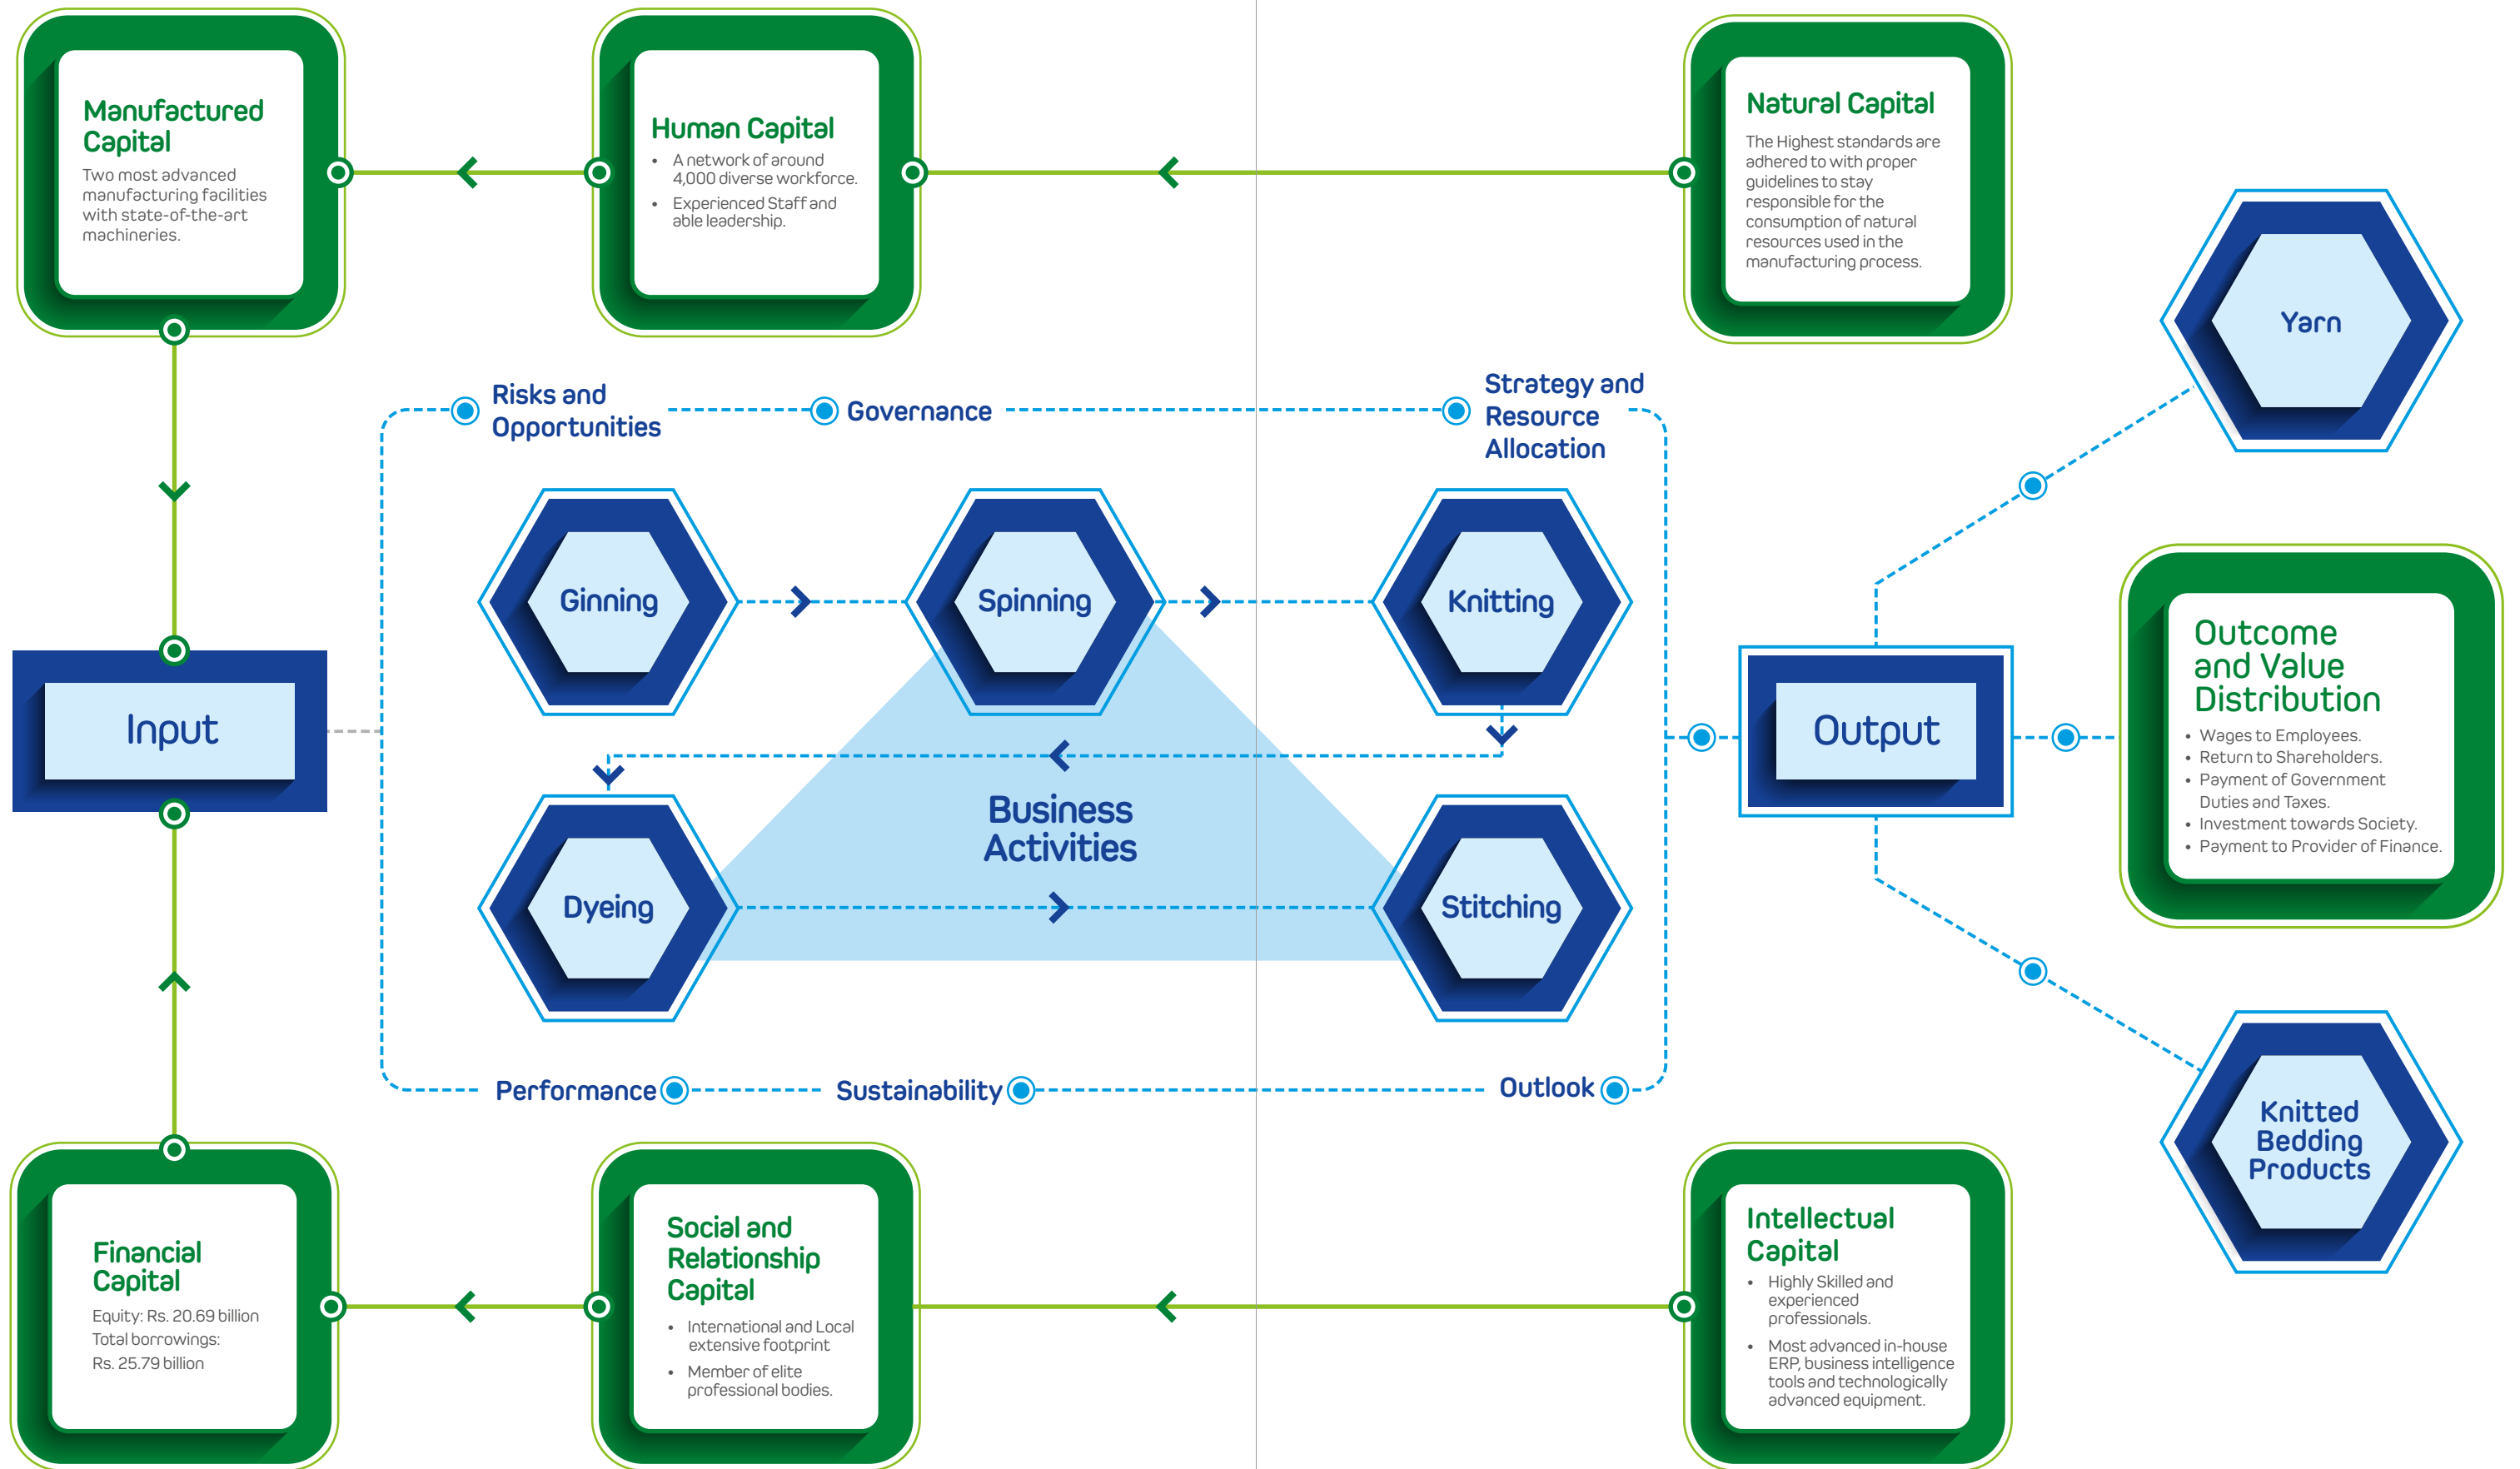 Manufactured
Capital
Two most advanced
manufacturing facilities
with state-of-the-art
machineries.
Human Capital
• A network of around
4,000 diverse workforce.
• Experienced Staff and
able leadership.
Natural Capital
The Highest standards are
adhered to with proper
guidelines to stay
responsible for the
consumption of natural
resources used in the
manufacturing process.
Yarn
Risks and
Opportunities
Governance
Strategy and
Resource
Allocation
Ginning
Spinning
Knitting
Input
Business
Activities
Dyeing
Stitching
Output
Outcome
and Value
Distribution
• Wages to Employees.
• Return to Shareholders.
• Payment of Government
Duties and Taxes.
• Investment towards Society.
• Payment to Provider of Finance.
Performance
Sustainability
Outlook
Knitted
Bedding
Products
Financial
Capital
Equity: Rs. 20.69 billion
Total borrowings:
Rs. 25.79 billion
Social and
Relationship
Capital
• International and Local
extensive footprint
• Member of elite
professional bodies.
Intellectual
Capital
• Highly Skilled and
experienced
professionals.
• Most advanced in-house
ERP, business intelligence
tools and technologically
advanced equipment.